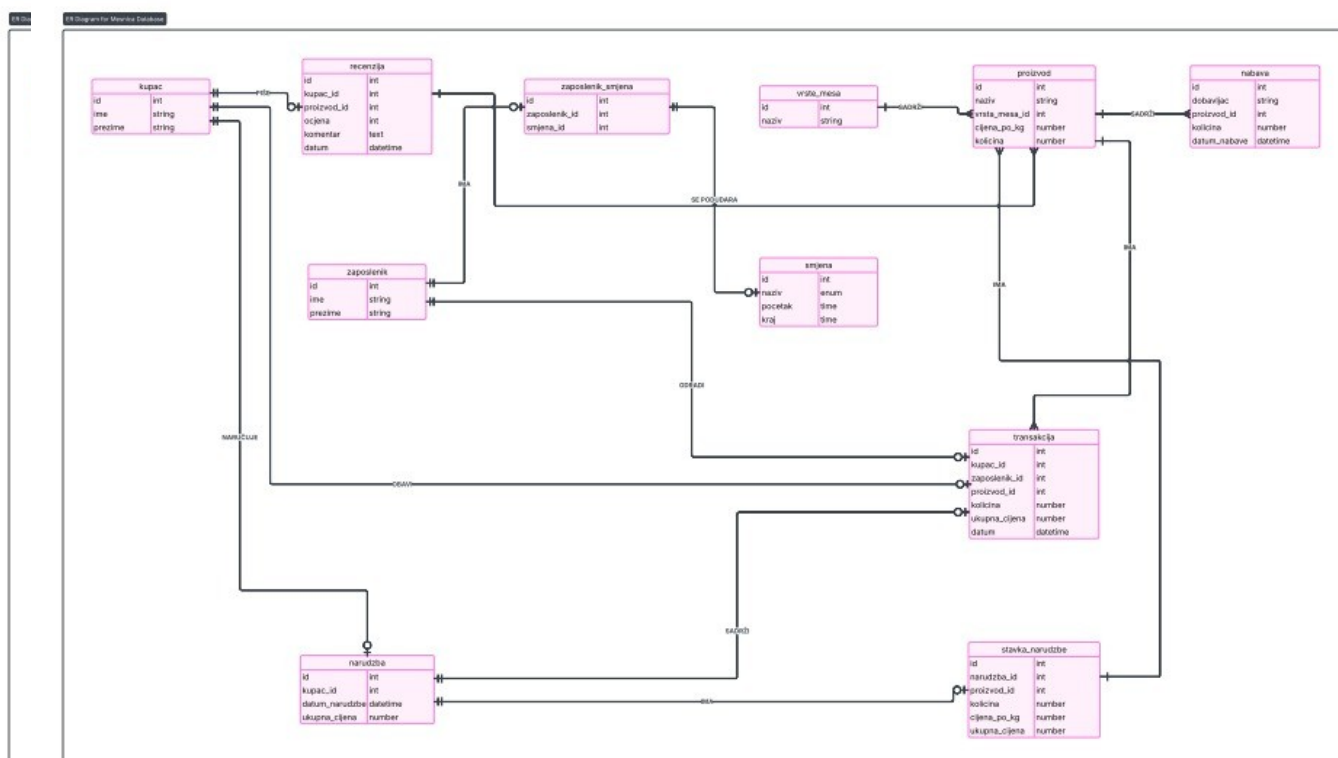 ER Diag
ER Diagram for Mesnica Database
kupac
id int
ime string
prezime string
recenzija
id int
kupac_id int
proizvod_id int
ocjena int
komentar text
datum datetime
zaposlenik_smjena
id int
zaposlenik_id int
smjena_id int
vrste_mesa
id int
naziv string
proizvod
id int
naziv string
vrsta_mesa_id int
cijena_po_kg number
kolicina number
nabava
id int
dobavljac string
proizvod_id int
kolicina number
datum_nabave datetime
PIŠE
SADRŽI
SADRŽI
IMA
SE PODUDARA
IMA
IMA
zaposlenik
id int
ime string
prezime string
smjena
id int
naziv enum
pocetak time
kraj time
ODRADI
NARUČUJE
OBAVI
transakcija
id int
kupac_id int
zaposlenik_id int
proizvod_id int
kolicina number
ukupna_cijena number
datum datetime
SADRŽI
narudzba
id int
kupac_id int
datum_narudzbe datetime
ukupna_cijena number
IMA
stavka_narudzbe
id int
narudzba_id int
proizvod_id int
kolicina number
cijena_po_kg number
ukupna_cijena number